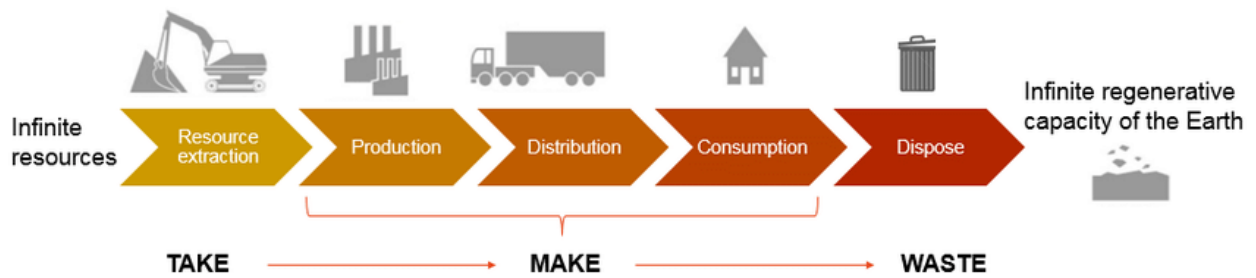 Infinite
resources
Resource
extraction
Production
Distribution
Consumption
Dispose
Infinite regenerative
capacity of the Earth
TAKE
MAKE
WASTE